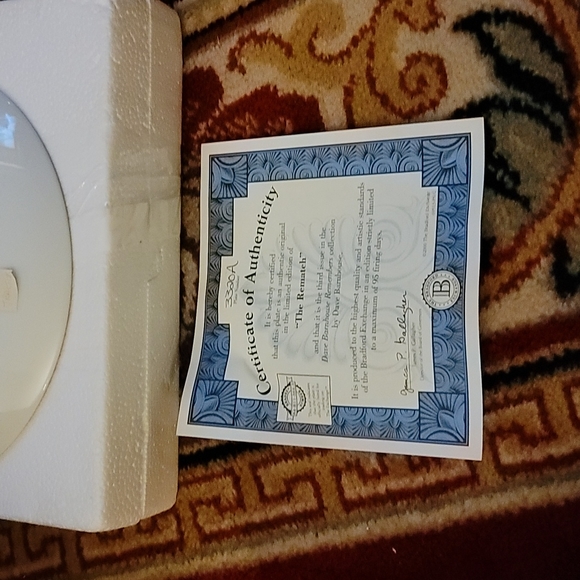 3320A
Certificate of Authenticity
It is hereby certified
that this plate is an authentic original
in the limited edition of
"The Rematch"
and that it is the third issue in the
Dave Barnhouse Remembers collection
by Dave Barnhouse.
It is produced to the highest quality and artistic standards
of the Bradford Exchange in an edition strictly limited
to a maximum of 95 firing days.
B